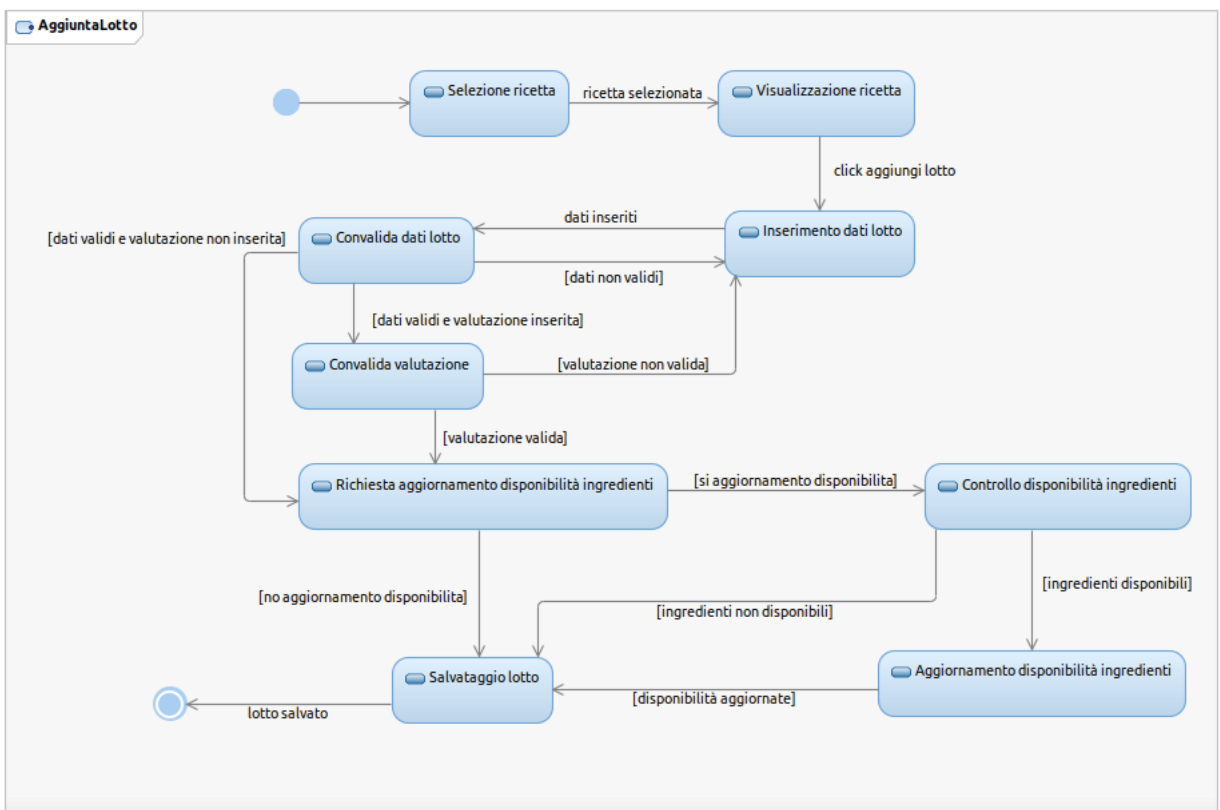 AggiuntaLotto
Selezione ricetta
ricetta selezionata
Visualizzazione ricetta
click aggiungi lotto
dati inseriti
Inserimento dati lotto
Convalida dati lotto
[dati validi e valutazione non inserita]
[dati non validi]
[dati validi e valutazione inserita]
Convalida valutazione
[valutazione non valida]
[valutazione valida]
Richiesta aggiornamento disponibilità ingredienti
[si aggiornamento disponibilita]
Controllo disponibilità ingredienti
[no aggiornamento disponibilita]
[ingredienti non disponibili]
[ingredienti disponibili]
Salvataggio lotto
Aggiornamento disponibilità ingredienti
[disponibilità aggiornate]
lotto salvato